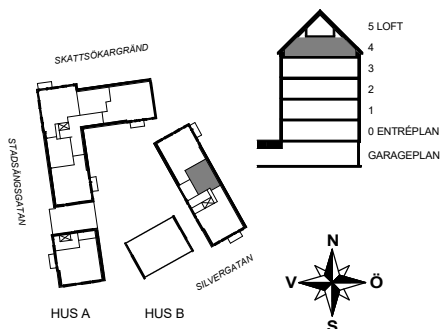 SKATTSÖKARGRÄND
STADSÄNGSGATAN
SILVERGATAN
HUS A
HUS B
5 LOFT
4
3
2
1
0 ENTRÉPLAN
GARAGEPLAN
N
V
Ö
S